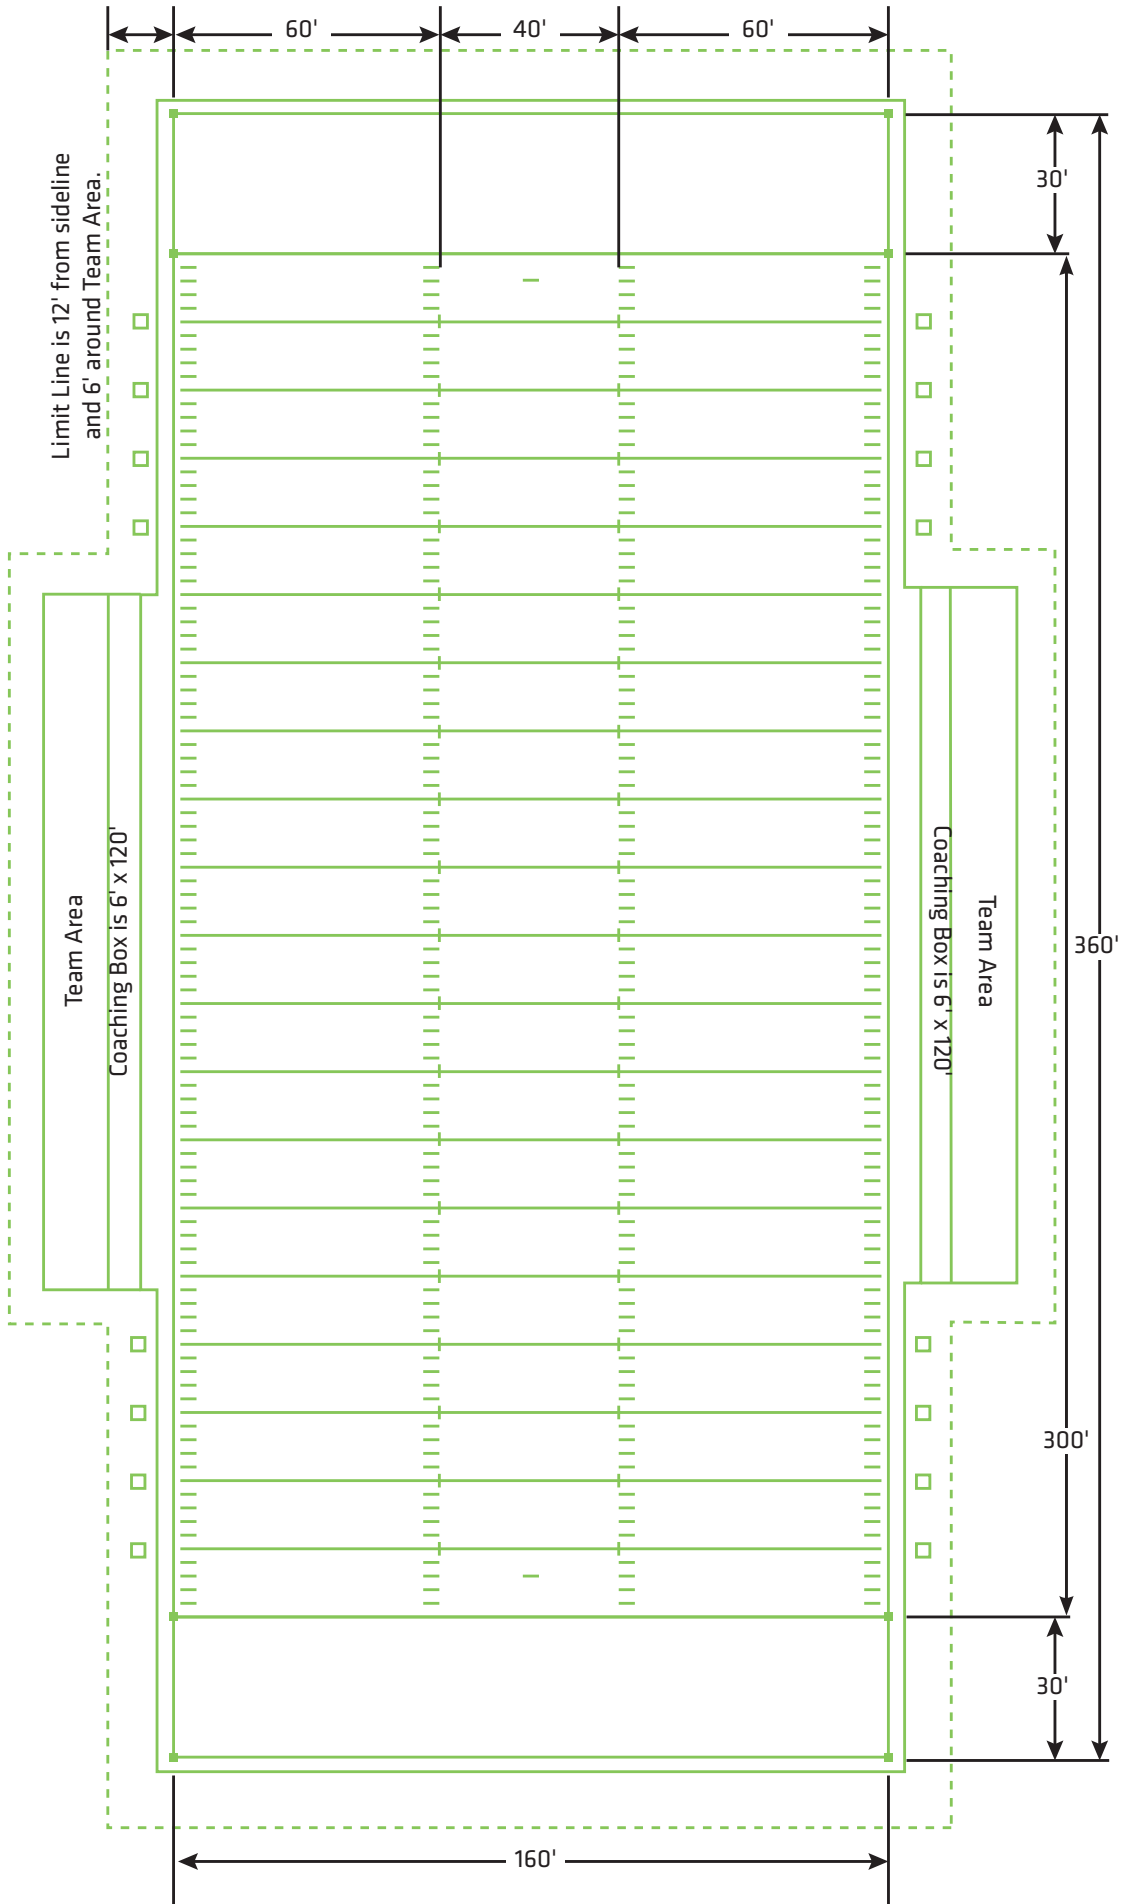 60'
40'
60'
30'
Limit Line is 12' from sideline
and 6' around Team Area.
Team Area
Coaching Box is 6' x 120'
Coaching Box is 6' x 120'
Team Area
360'
300'
30'
160'